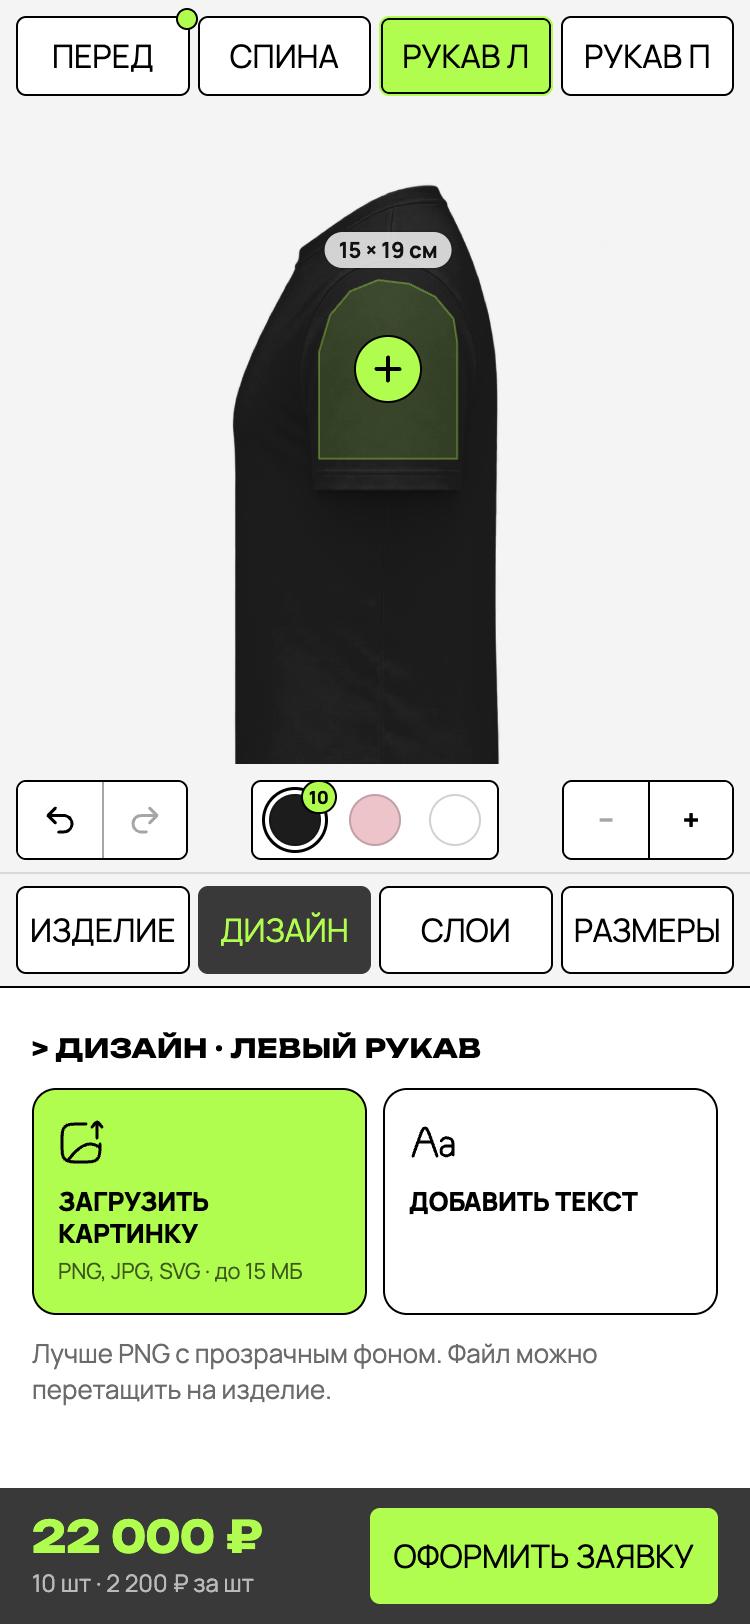 ПЕРЕД СПИНА РУКАВ Л РУКАВ П
15 × 19 см
+
10
− +
ИЗДЕЛИЕ ДИЗАЙН СЛОИ РАЗМЕРЫ
> ДИЗАЙН · ЛЕВЫЙ РУКАВ
Aa
ЗАГРУЗИТЬ
КАРТИНКУ
PNG, JPG, SVG · до 15 МБ
ДОБАВИТЬ ТЕКСТ
Лучше PNG с прозрачным фоном. Файл можно
перетащить на изделие.
22 000 ₽
10 шт · 2 200 ₽ за шт
ОФОРМИТЬ ЗАЯВКУ